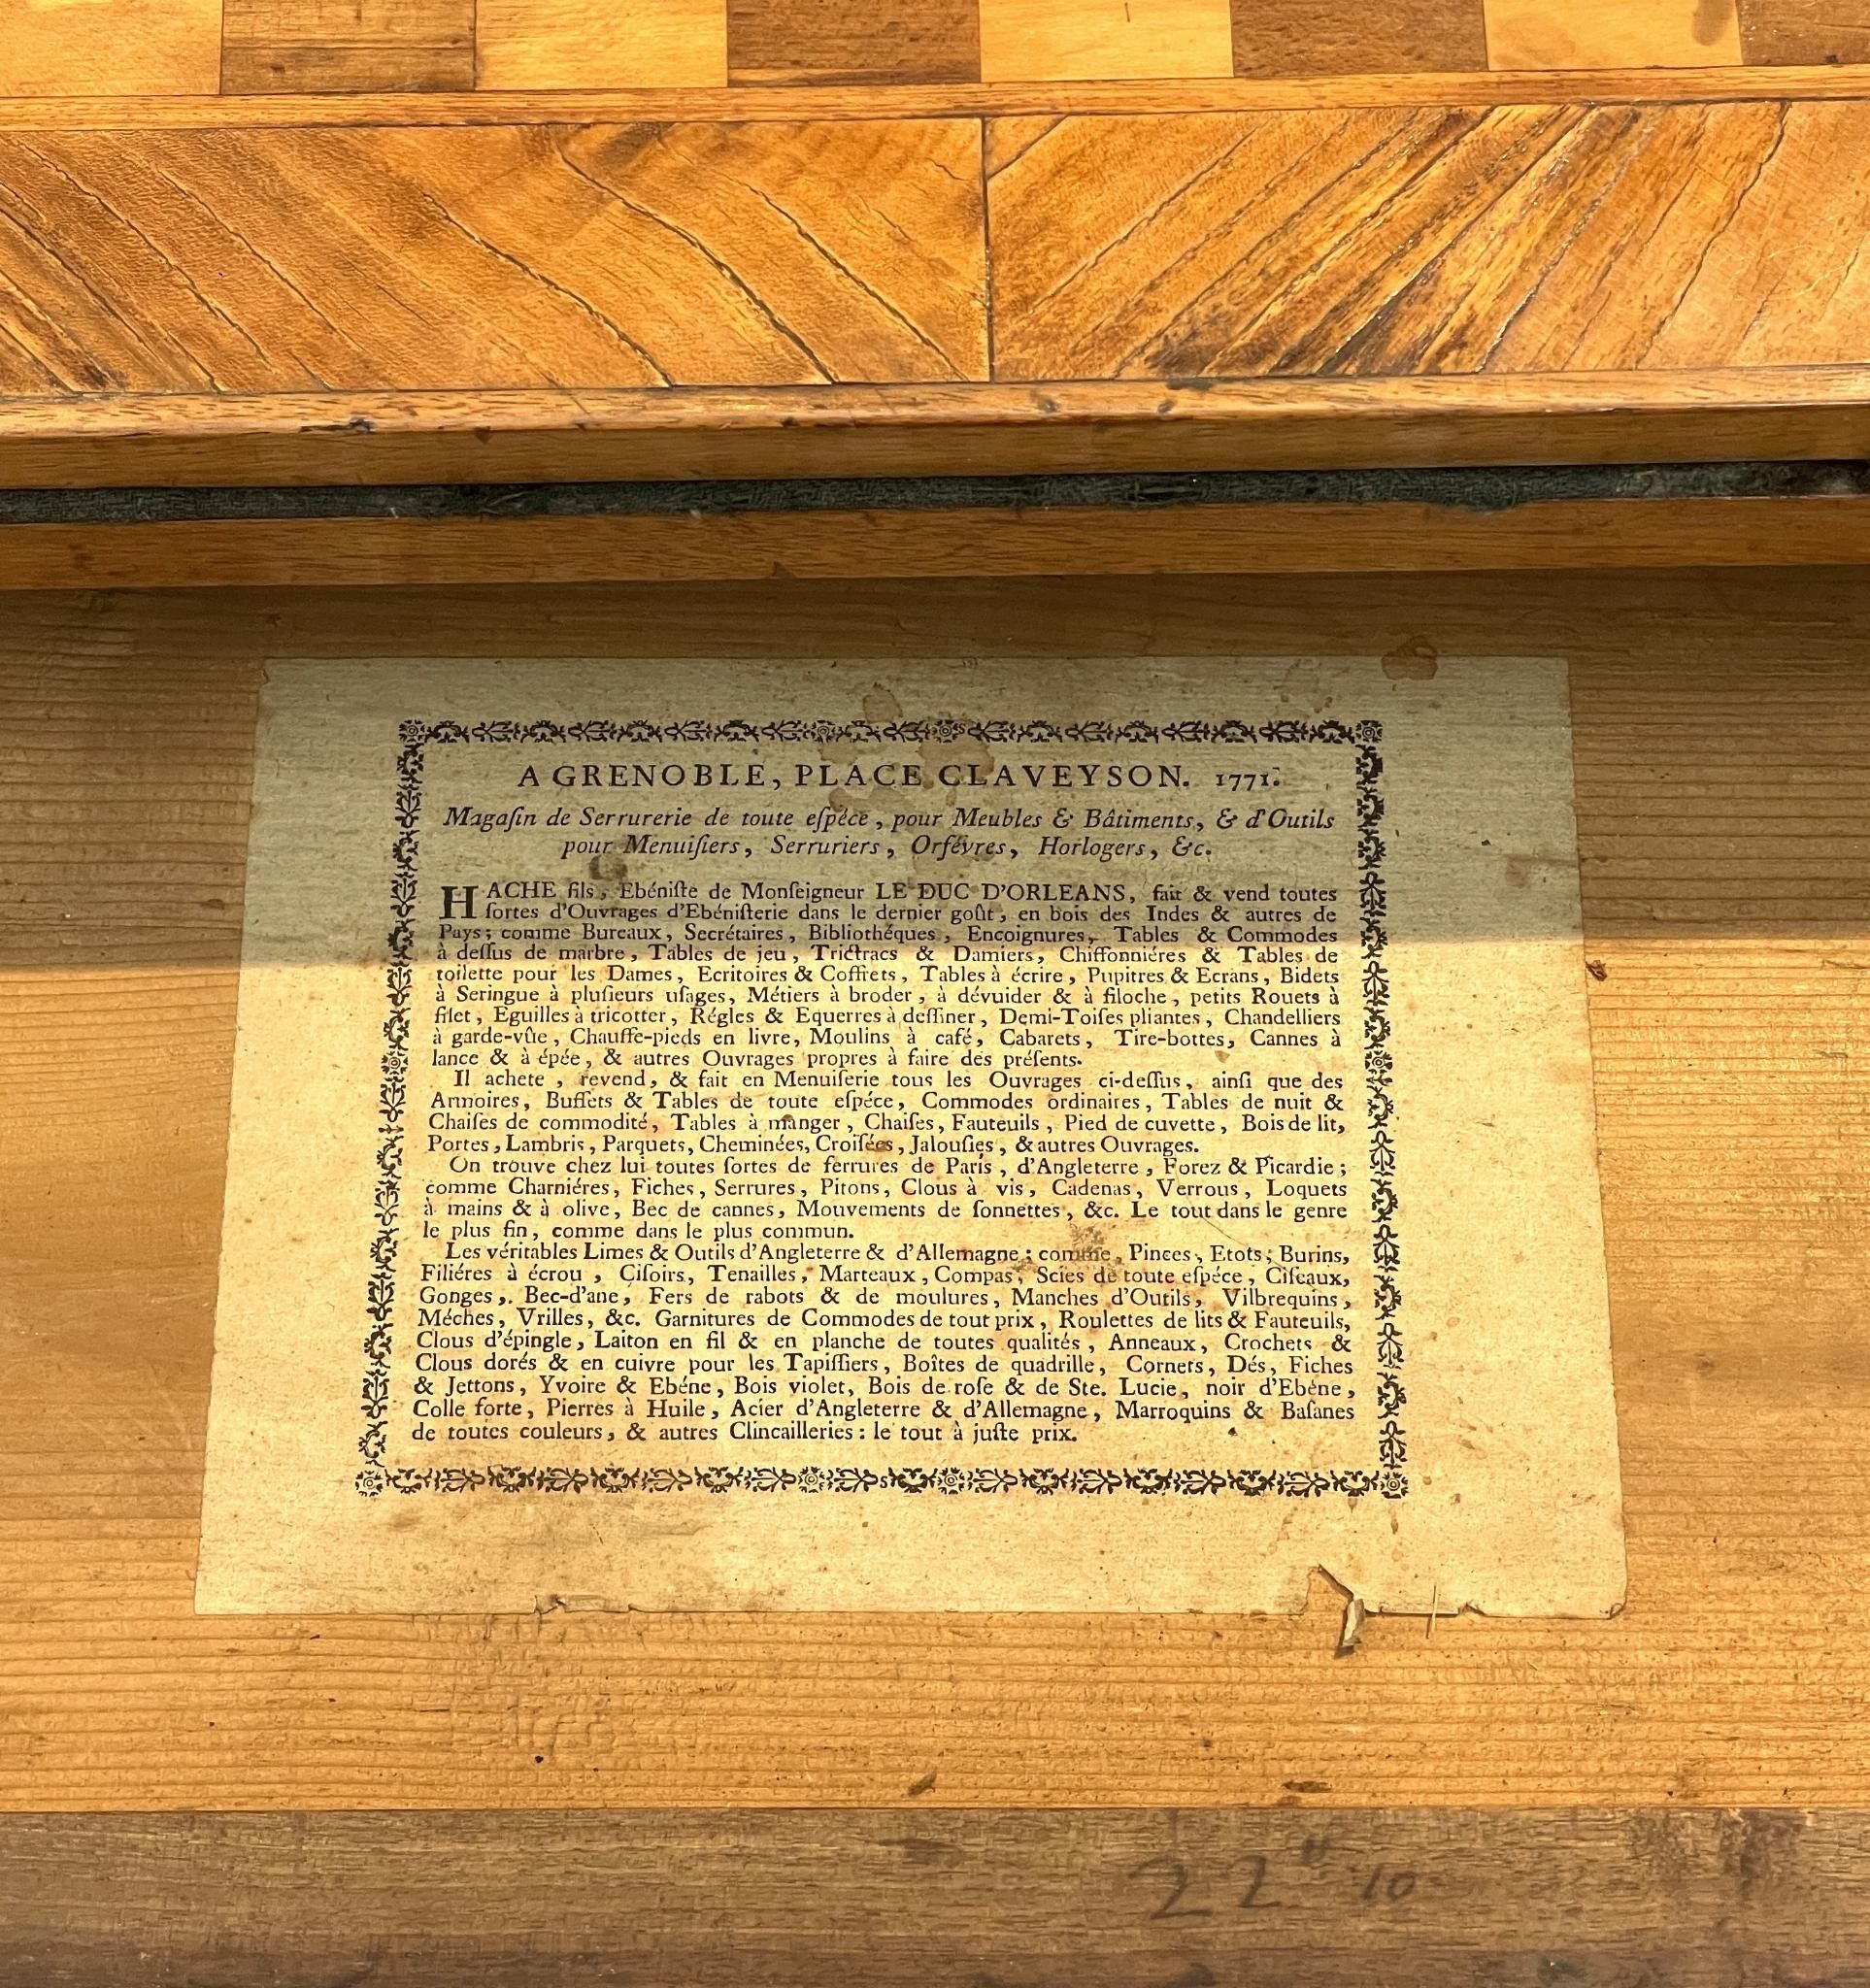 A GRENOBLE, PLACE CLAVEYSON. 1771.
Magaſin de Serrurerie de toute eſpéce, pour Meubles & Bâtiments, & d'Outils
pour Menuiſiers, Serruriers, Orfévres, Horlogers, &c.
HACHE fils, Ebéniſte de Monſeigneur LE DUC D'ORLEANS, fait & vend toutes
ſortes d'Ouvrages d'Ebéniſterie dans le dernier goût, en bois des Indes & autres de
Pays; comme Bureaux, Secrétaires, Bibliothéques, Encoignures, Tables & Commodes
à deſſus de marbre, Tables de jeu, Trictracs & Damiers, Chiffonniéres & Tables de
toilette pour les Dames, Ecritoires & Coffrets, Tables à écrire, Pupitres & Ecrans, Bidets
à Seringue à pluſieurs uſages, Métiers à broder, à dévuider & à filoche, petits Rouets à
filet, Eguilles à tricotter, Régles & Equerres à deſſiner, Demi-Toiſes pliantes, Chandelliers
à garde-vûe, Chauffe-pieds en livre, Moulins à café, Cabarets, Tire-bottes, Cannes à
lance & à épée, & autres Ouvrages propres à faire des préſents.
Il achete, revend, & fait en Menuiſerie tous les Ouvrages ci-deſſus, ainſi que des
Armoires, Buffets & Tables de toute eſpéce, Commodes ordinaires, Tables de nuit &
Chaiſes de commodité, Tables à manger, Chaiſes, Fauteuils, Pied de cuvette, Bois de lit,
Portes, Lambris, Parquets, Cheminées, Croiſées, Jalouſies, & autres Ouvrages.
On trouve chez lui toutes ſortes de ferrures de Paris, d'Angleterre, Forez & Picardie;
comme Charniéres, Fiches, Serrures, Pitons, Clous à vis, Cadenas, Verrous, Loquets
à mains & à olive, Bec de cannes, Mouvements de ſonnettes, &c. Le tout dans le genre
le plus fin, comme dans le plus commun.
Les véritables Limes & Outils d'Angleterre & d'Allemagne: comme, Pinces, Etots, Burins,
Filiéres à écrou, Ciſoirs, Tenailles, Marteaux, Compas, Scies de toute eſpéce, Ciſeaux,
Gonges, Bec-d'ane, Fers de rabots & de moulures, Manches d'Outils, Vilbrequins,
Méches, Vrilles, &c. Garnitures de Commodes de tout prix, Roulettes de lits & Fauteuils,
Clous d'épingle, Laiton en fil & en planche de toutes qualités, Anneaux, Crochets &
Clous dorés & en cuivre pour les Tapiſſiers, Boîtes de quadrille, Cornets, Dés, Fiches
& Jettons, Yvoire & Ebéne, Bois violet, Bois de roſe & de Ste. Lucie, noir d'Ebéne,
Colle forte, Pierres à Huile, Acier d'Angleterre & d'Allemagne, Marroquins & Baſanes
de toutes couleurs, & autres Clincailleries: le tout à juſte prix.
22" 10